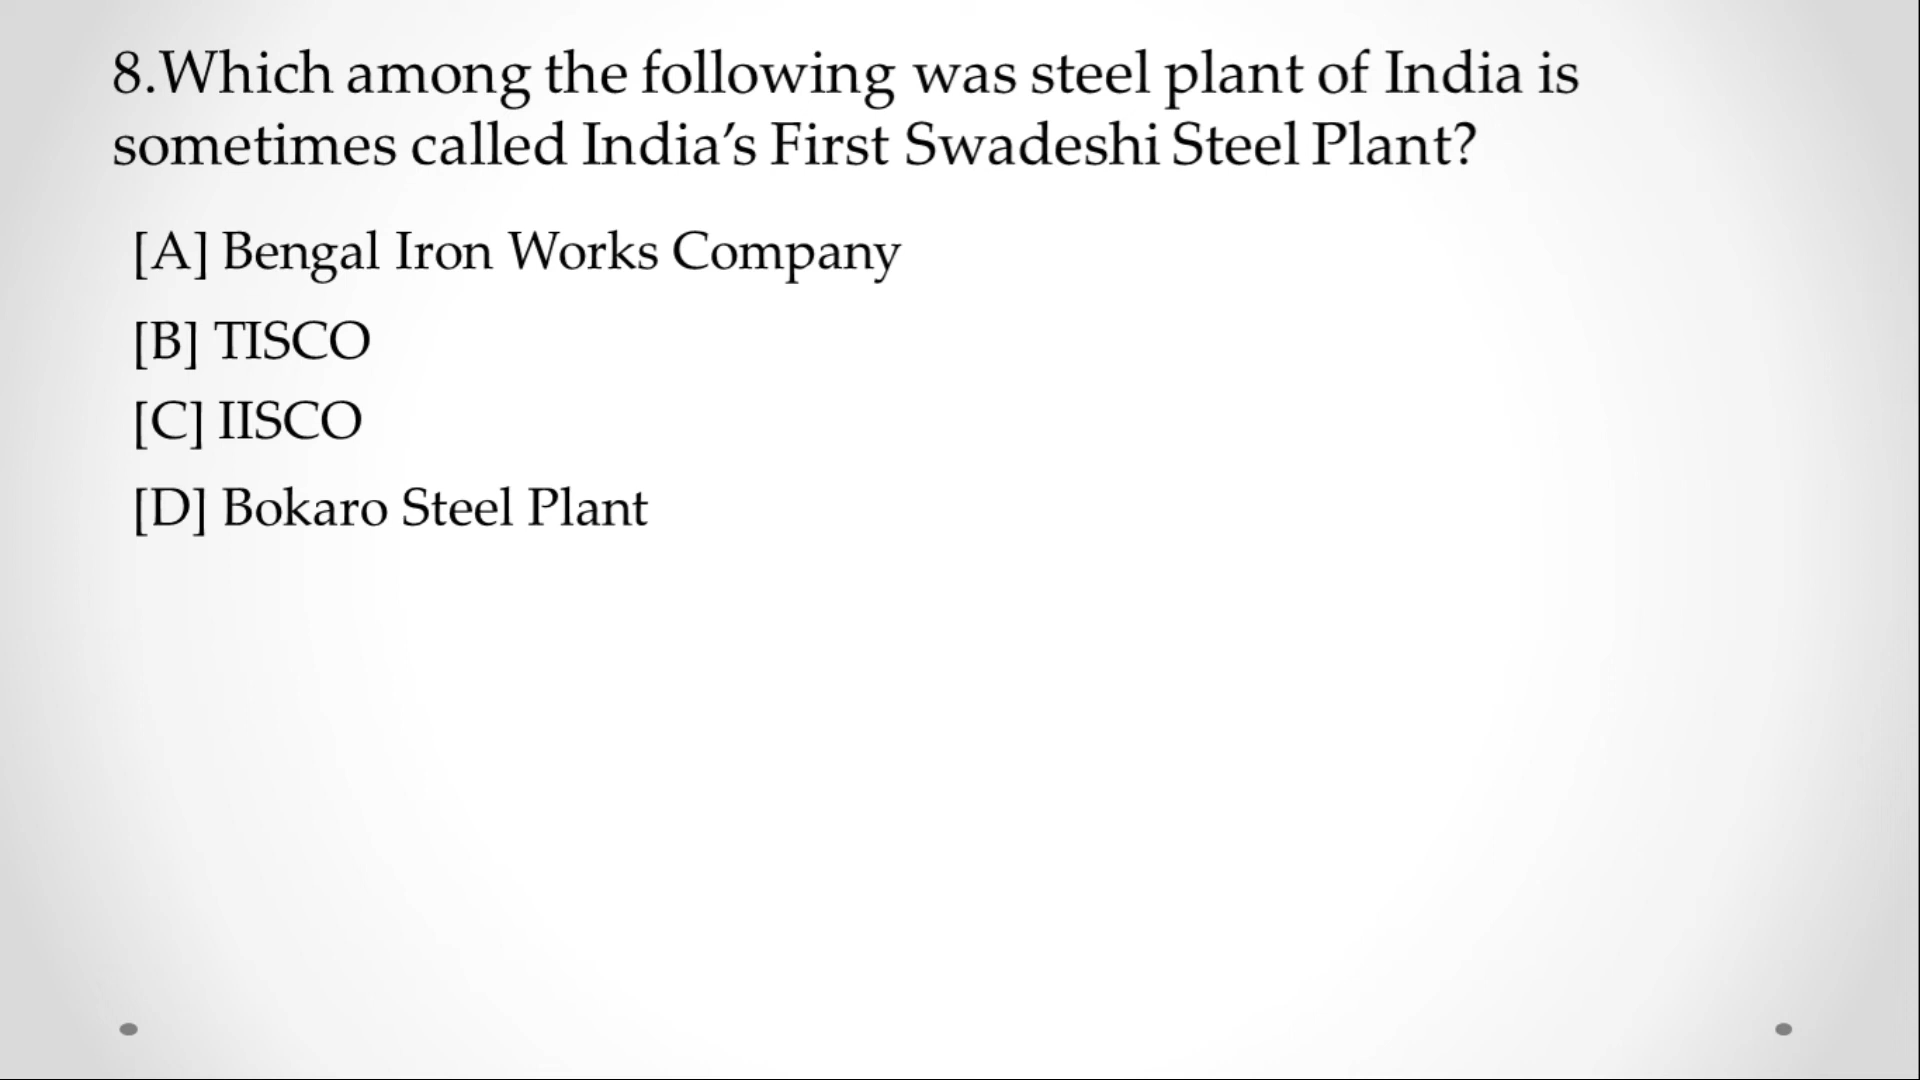 8.Which among the following was steel plant of India is
sometimes called India’s First Swadeshi Steel Plant?
[A] Bengal Iron Works Company
[B] TISCO
[C] IISCO
[D] Bokaro Steel Plant